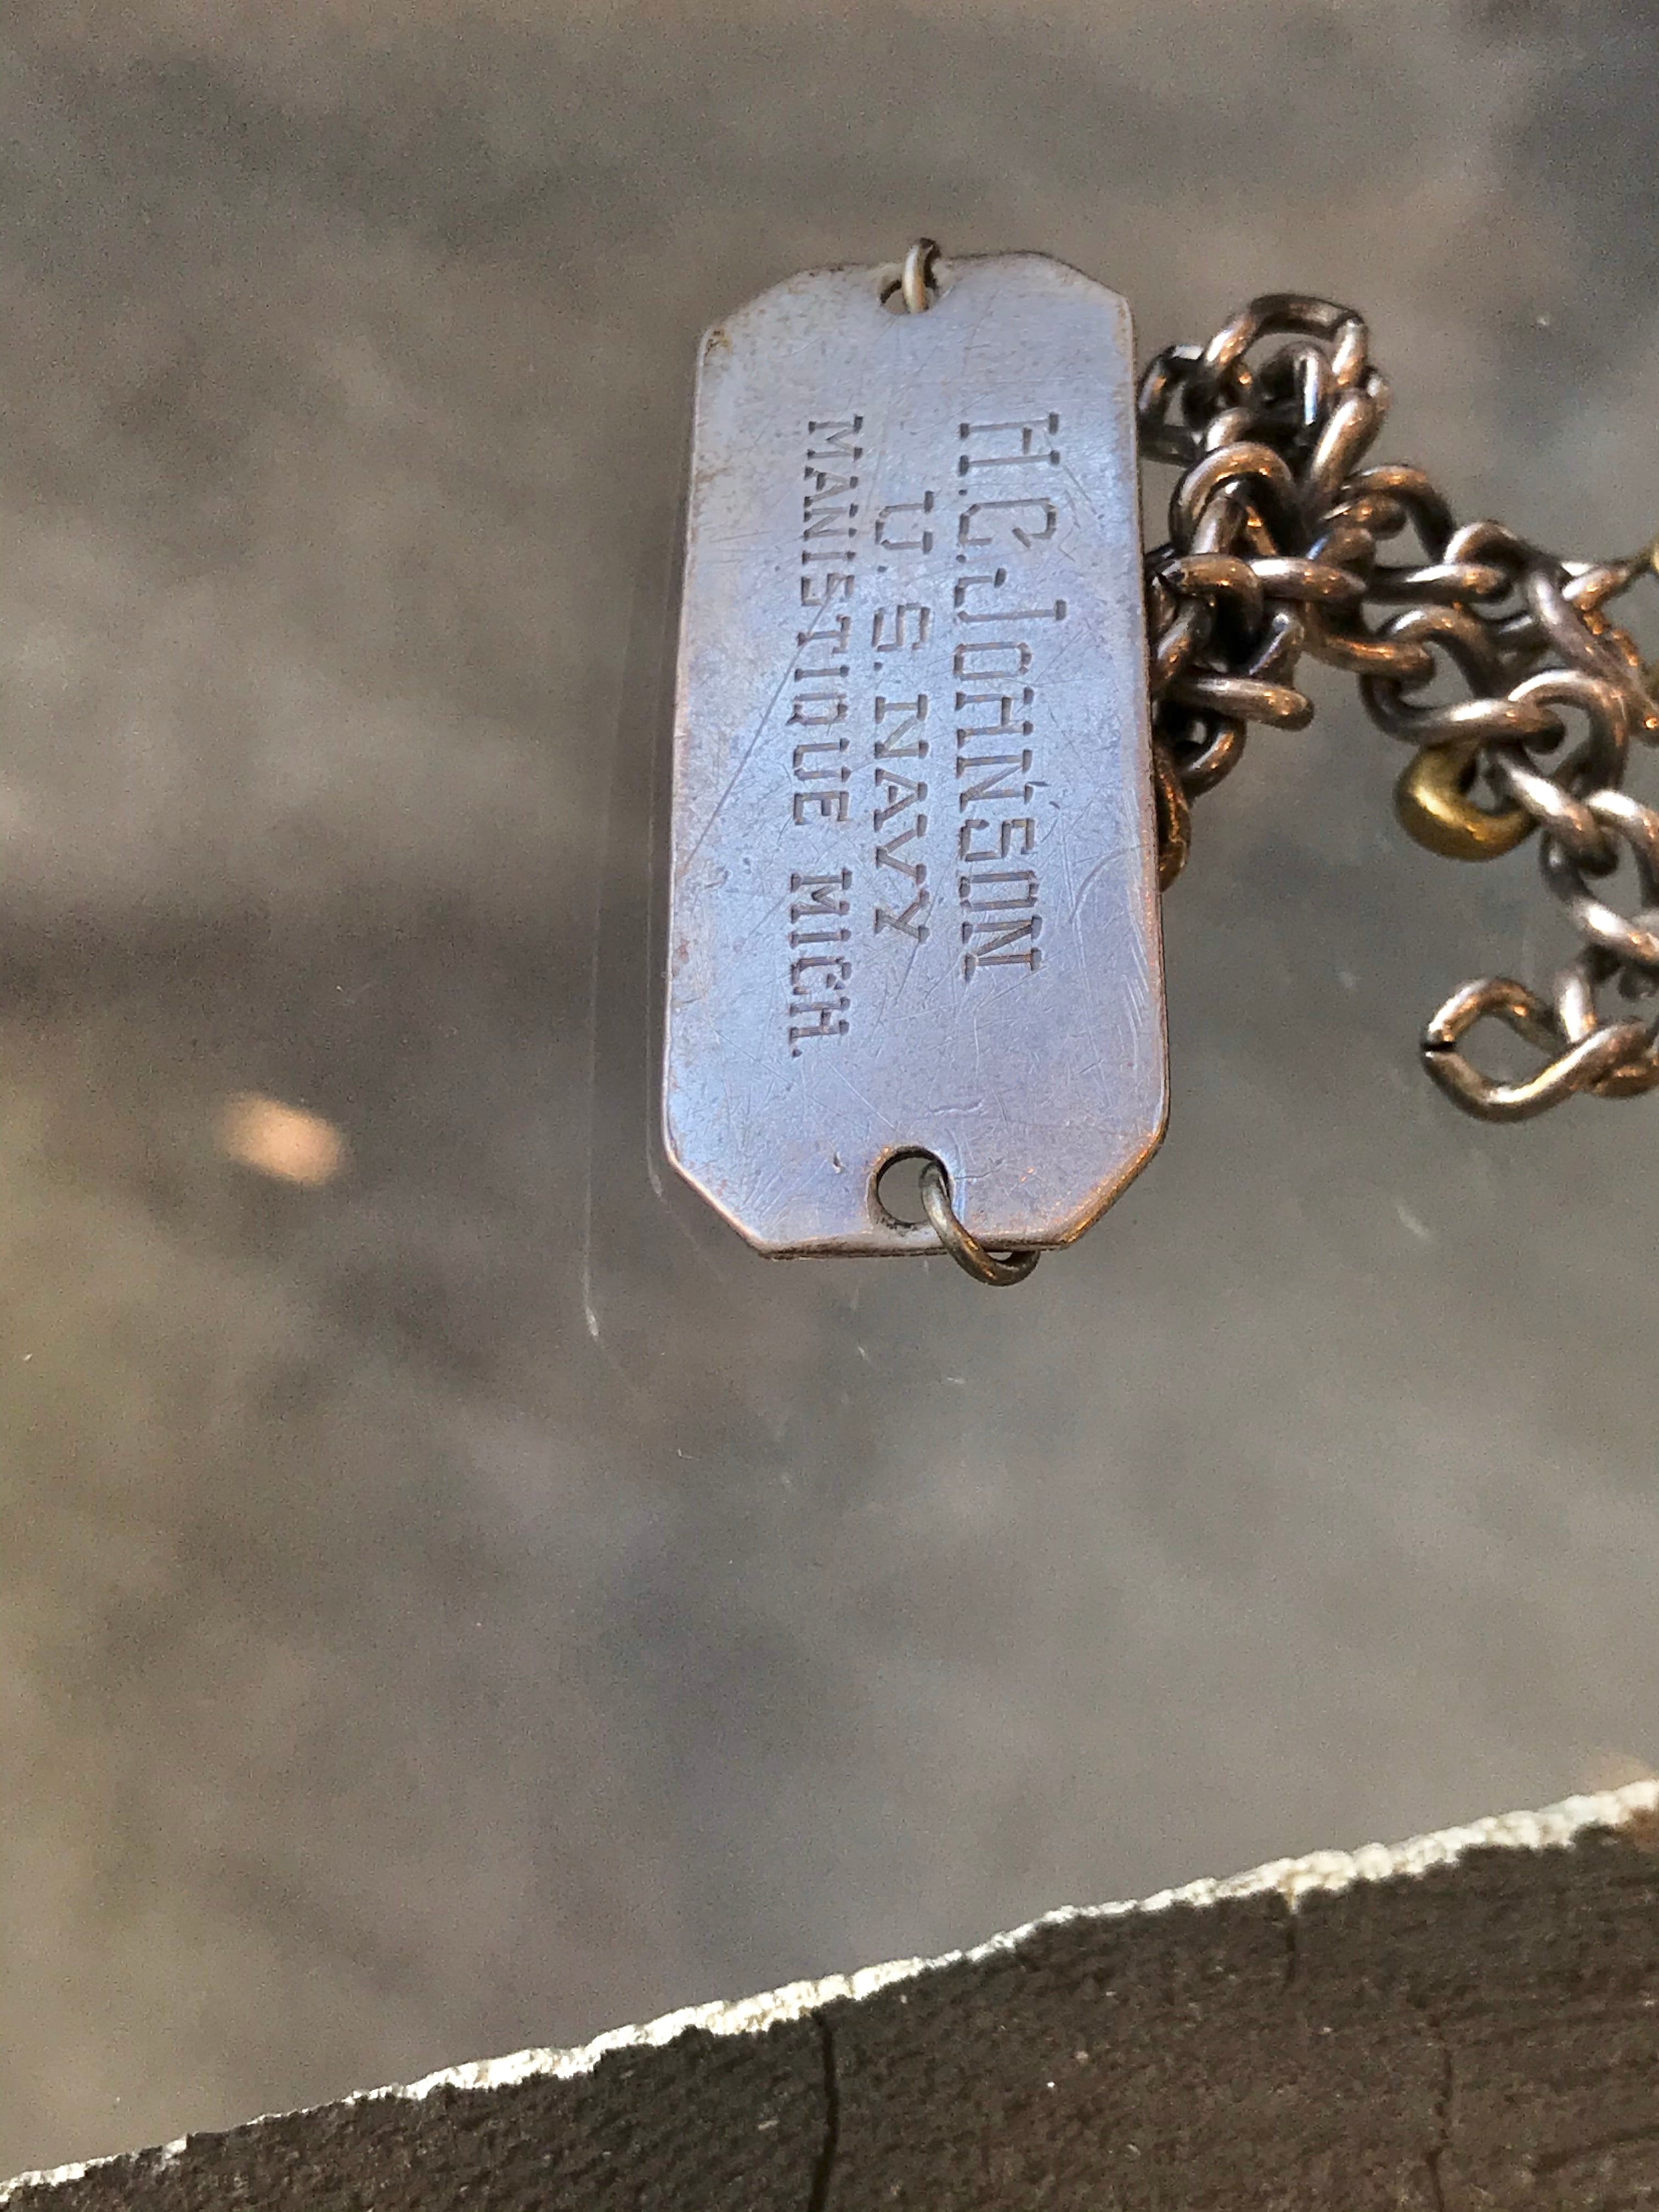 H.C. JOHNSON
U.S. NAVY
MANISTIQUE MICH.